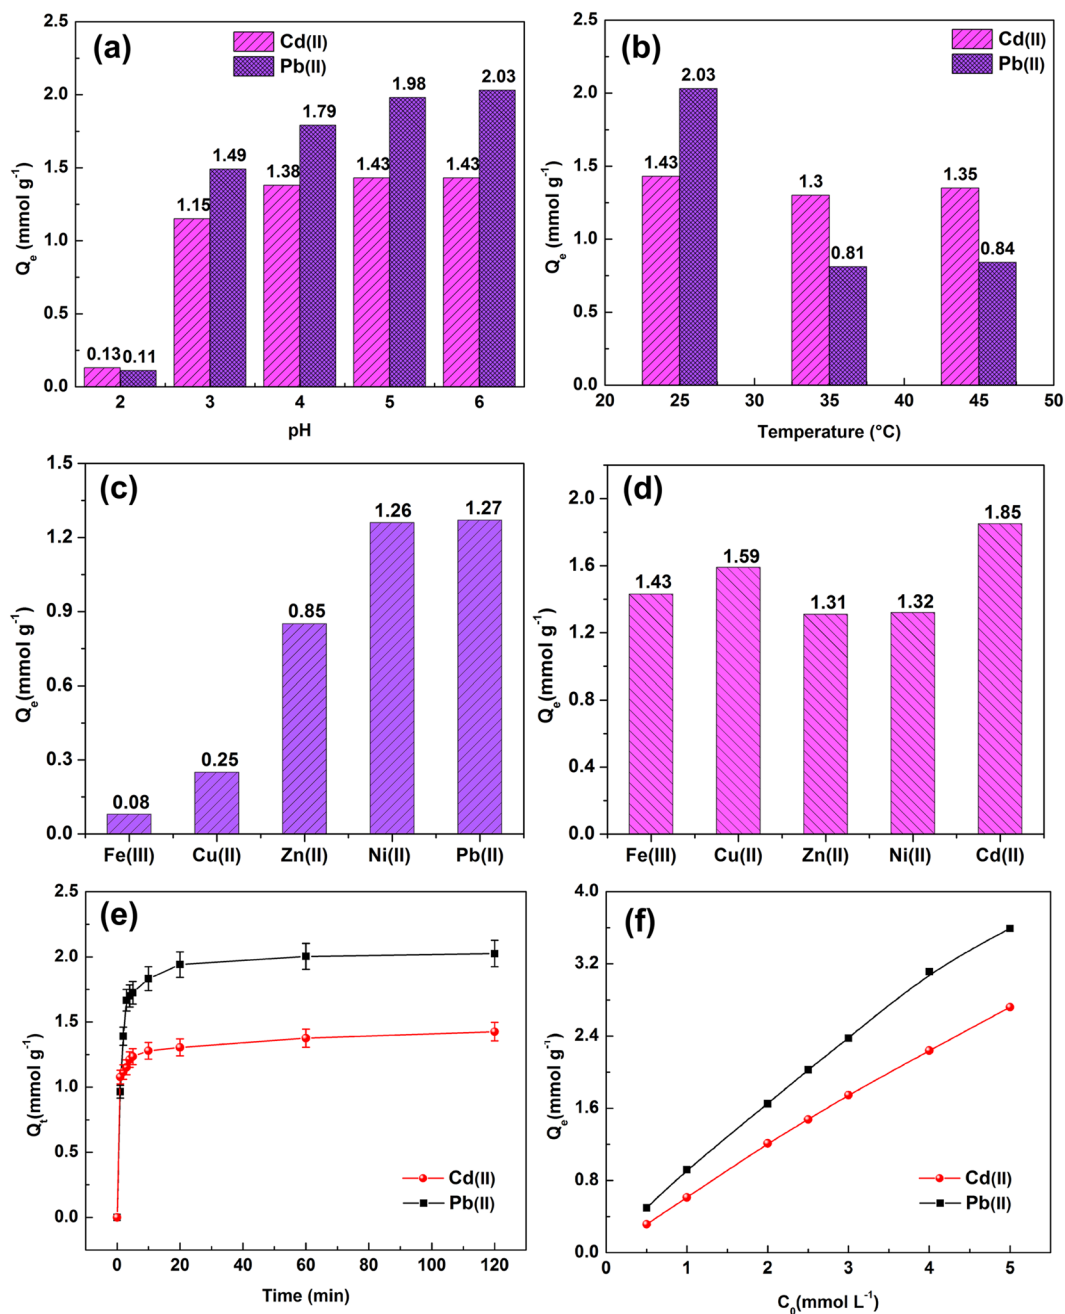 (a)
Cd(II)
Pb(II)
2.5
2.0
1.5
1.0
0.5
0.0
Qe (mmol g-1)
0.13
0.11
1.15
1.49
1.38
1.79
1.43
1.98
1.43
2.03
2
3
4
5
6
pH
(b)
Cd(II)
Pb(II)
2.5
2.0
1.5
1.0
0.5
0.0
Qe (mmol g-1)
1.43
2.03
1.3
0.81
1.35
0.84
20
25
30
35
40
45
50
Temperature (°C)
(c)
1.5
1.2
0.9
0.6
0.3
0.0
Qe(mmol g-1)
0.08
0.25
0.85
1.26
1.27
Fe(III)
Cu(II)
Zn(II)
Ni(II)
Pb(II)
(d)
2.0
1.6
1.2
0.8
0.4
0.0
Qe(mmol g-1)
1.43
1.59
1.31
1.32
1.85
Fe(III)
Cu(II)
Zn(II)
Ni(II)
Cd(II)
(e)
2.5
2.0
1.5
1.0
0.5
0.0
Qt(mmol g-1)
Cd(II)
Pb(II)
0
20
40
60
80
100
120
Time (min)
(f)
4.0
3.2
2.4
1.6
0.8
0.0
Qe(mmol g-1)
Cd(II)
Pb(II)
0
1
2
3
4
5
C0(mmol L-1)